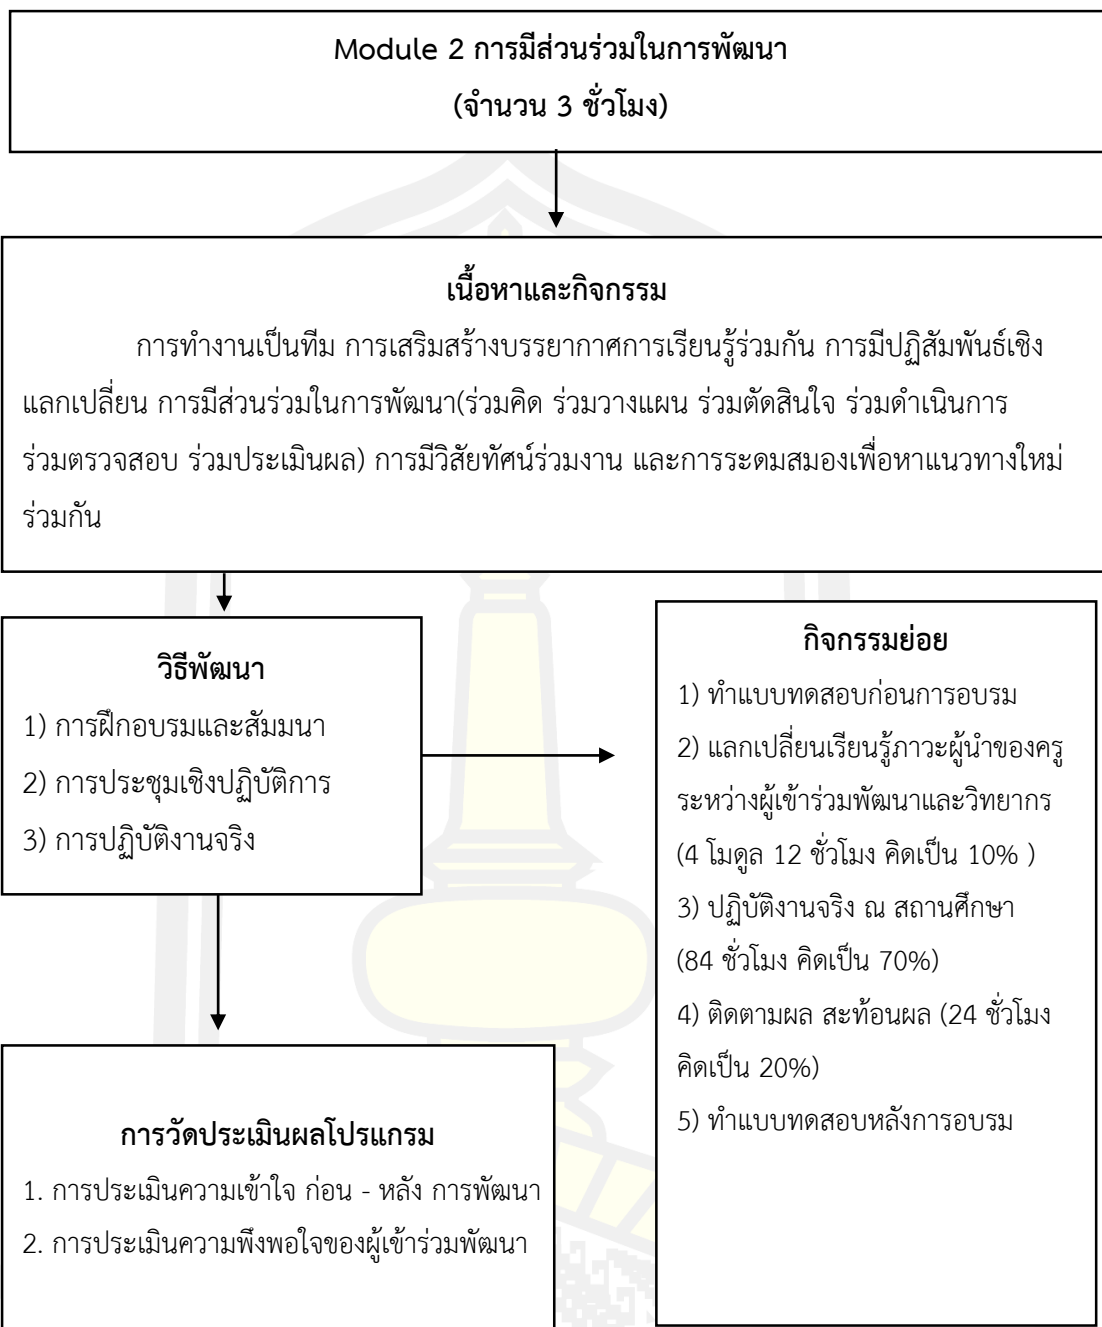 Module 2 การมีส่วนร่วมในการพัฒนา
(จำนวน 3 ชั่วโมง)
เนื้อหาและกิจกรรม
การทำงานเป็นทีม การเสริมสร้างบรรยากาศการเรียนรู้ร่วมกัน การมีปฏิสัมพันธ์เชิง
แลกเปลี่ยน การมีส่วนร่วมในการพัฒนา(ร่วมคิด ร่วมวางแผน ร่วมตัดสินใจ ร่วมดำเนินการ
ร่วมตรวจสอบ ร่วมประเมินผล) การมีวิสัยทัศน์ร่วมงาน และการระดมสมองเพื่อหาแนวทางใหม่
ร่วมกัน
วิธีพัฒนา
1) การฝึกอบรมและสัมมนา
2) การประชุมเชิงปฏิบัติการ
3) การปฏิบัติงานจริง
กิจกรรมย่อย
1) ทำแบบทดสอบก่อนการอบรม
2) แลกเปลี่ยนเรียนรู้ภาวะผู้นำของครู
ระหว่างผู้เข้าร่วมพัฒนาและวิทยากร
(4 โมดูล 12 ชั่วโมง คิดเป็น 10% )
3) ปฏิบัติงานจริง ณ สถานศึกษา
(84 ชั่วโมง คิดเป็น 70%)
4) ติดตามผล สะท้อนผล (24 ชั่วโมง
คิดเป็น 20%)
5) ทำแบบทดสอบหลังการอบรม
การวัดประเมินผลโปรแกรม
1. การประเมินความเข้าใจ ก่อน - หลัง การพัฒนา
2. การประเมินความพึงพอใจของผู้เข้าร่วมพัฒนา